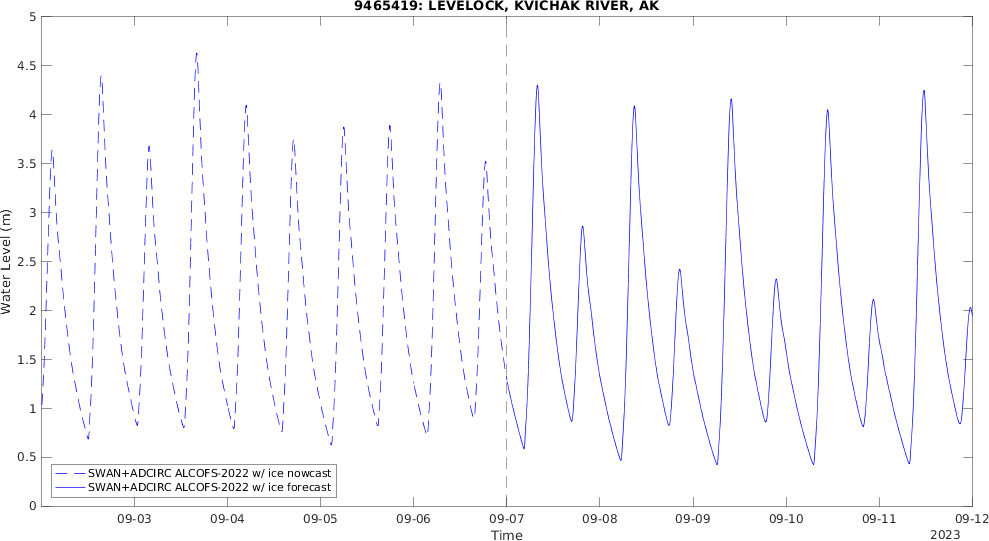 9465419: LEVELOCK, KVICHAK RIVER, AK
5
4.5
4
3.5
3
2.5
2
1.5
1
0.5
0
Water Level (m)
SWAN+ADCIRC ALCOFS-2022 w/ ice nowcast
SWAN+ADCIRC ALCOFS-2022 w/ ice forecast
09-03 09-04 09-05 09-06 09-07 09-08 09-09 09-10 09-11 09-12
Time
2023